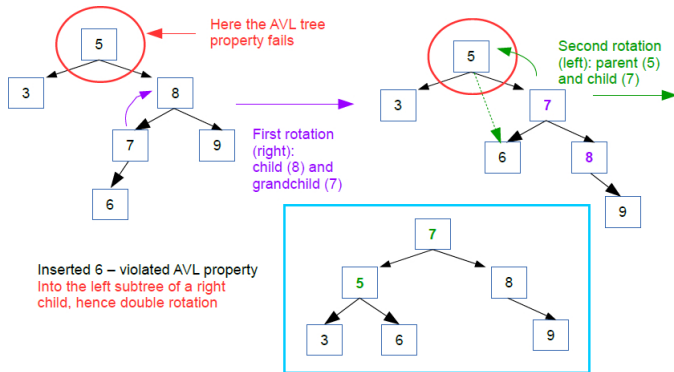 Here the AVL tree
property fails
5
3
8
7
9
6
First rotation
(right):
child (8) and
grandchild (7)
5
3
7
6
8
9
Second rotation
(left): parent (5)
and child (7)
Inserted 6 – violated AVL property
Into the left subtree of a right
child, hence double rotation
7
5
8
3
6
9